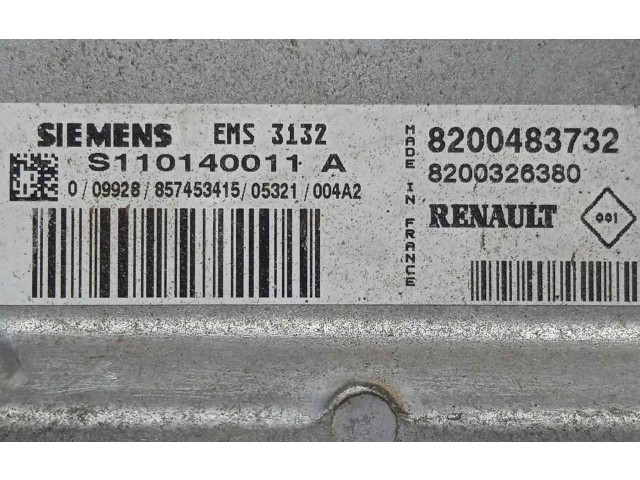 SIEMENS EMS 3132
S110140011 A
0 / 09928 / 857453415 / 05321 / 004A2
MADE IN FRANCE
8200483732
8200326380
RENAULT
001